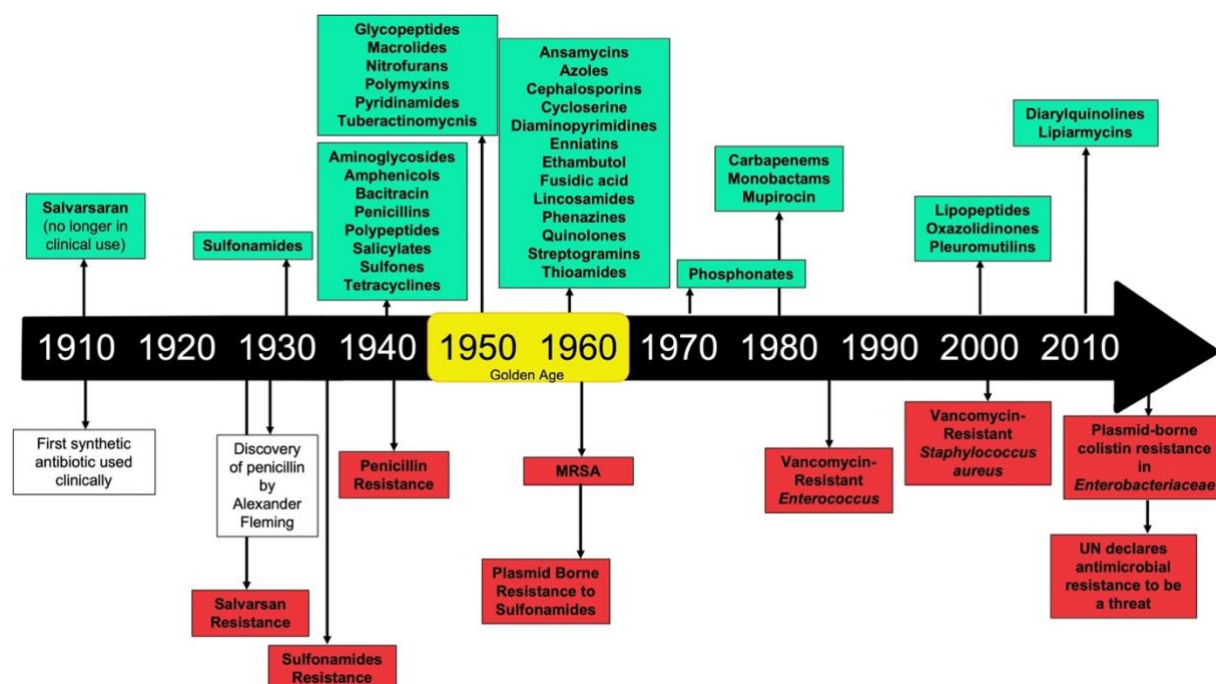 Glycopeptides
Macrolides
Nitrofurans
Polymyxins
Pyridinamides
Tuberactinomycnis
Ansamycins
Azoles
Cephalosporins
Cycloserine
Diaminopyrimidines
Enniatins
Ethambutol
Fusidic acid
Lincosamides
Phenazines
Quinolones
Streptogramins
Thioamides
Diarylquinolines
Lipiarmycins
Aminoglycosides
Amphenicols
Bacitracin
Penicillins
Polypeptides
Salicylates
Sulfones
Tetracyclines
Carbapenems
Monobactams
Mupirocin
Salvarsaran
(no longer in
clinical use)
Sulfonamides
Phosphonates
Lipopeptides
Oxazolidinones
Pleuromutilins
1910 1920 1930 1940 1950 1960 1970 1980 1990 2000 2010
Golden Age
First synthetic
antibiotic used
clinically
Discovery
of penicillin
by
Alexander
Fleming
Penicillin
Resistance
MRSA
Vancomycin-
Resistant
Enterococcus
Vancomycin-
Resistant
Staphylococcus
aureus
Plasmid-borne
colistin resistance
in
Enterobacteriaceae
Salvarsan
Resistance
Sulfonamides
Resistance
Plasmid Borne
Resistance to
Sulfonamides
UN declares
antimicrobial
resistance to be
a threat